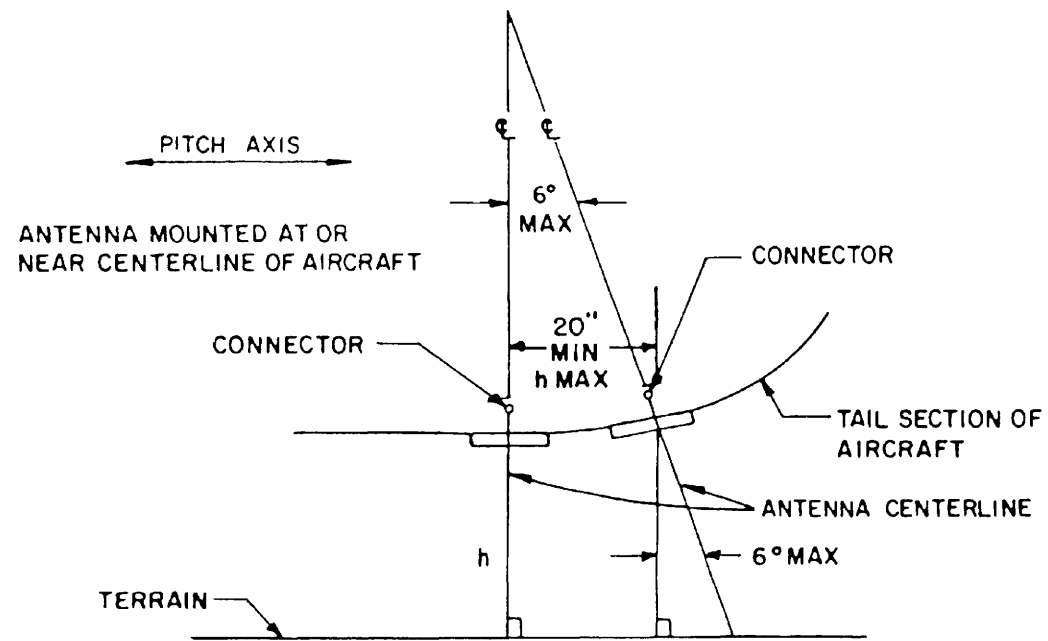 ℄ ℄
PITCH AXIS
6°
MAX
ANTENNA MOUNTED AT OR
NEAR CENTERLINE OF AIRCRAFT
CONNECTOR
20"
MIN
h MAX
CONNECTOR
TAIL SECTION OF
AIRCRAFT
ANTENNA CENTERLINE
h
6° MAX
TERRAIN